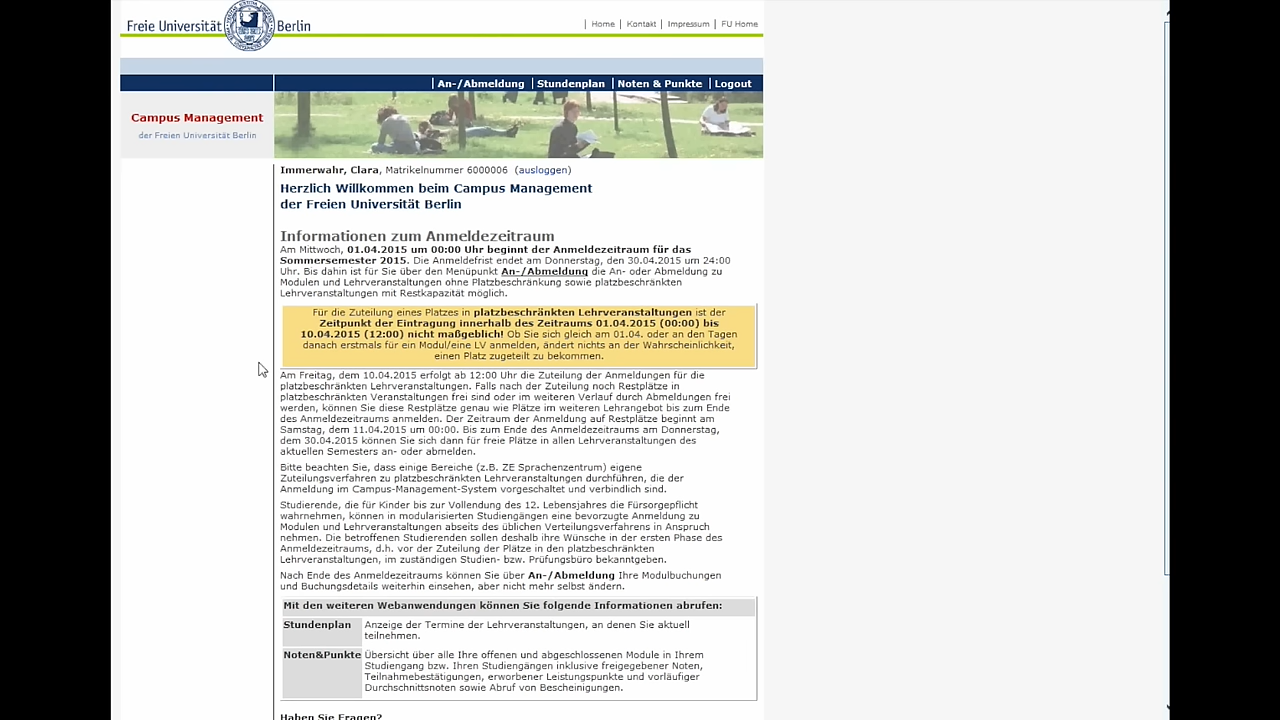 Freie Universität Berlin
Home Kontakt Impressum FU Home
An-/Abmeldung Stundenplan Noten & Punkte Logout
Campus Management
der Freien Universität Berlin
Immerwahr, Clara, Matrikelnummer 6000006 (ausloggen)
Herzlich Willkommen beim Campus Management
der Freien Universität Berlin
Informationen zum Anmeldezeitraum
Am Mittwoch, 01.04.2015 um 00:00 Uhr beginnt der Anmeldezeitraum für das
Sommersemester 2015. Die Anmeldefrist endet am Donnerstag, den 30.04.2015 um 24:00
Uhr. Bis dahin ist für Sie über den Menüpunkt An-/Abmeldung die An- oder Abmeldung zu
Modulen und Lehrveranstaltungen ohne Platzbeschränkung sowie platzbeschränkten
Lehrveranstaltungen mit Restkapazität möglich.
Für die Zuteilung eines Platzes in platzbeschränkten Lehrveranstaltungen ist der
Zeitpunkt der Eintragung innerhalb des Zeitraums 01.04.2015 (00:00) bis
10.04.2015 (12:00) nicht maßgeblich! Ob Sie sich gleich am 01.04. oder an den Tagen
danach erstmals für ein Modul/eine LV anmelden, ändert nichts an der Wahrscheinlichkeit,
einen Platz zugeteilt zu bekommen.
Am Freitag, dem 10.04.2015 erfolgt ab 12:00 Uhr die Zuteilung der Anmeldungen für die
platzbeschränkten Lehrveranstaltungen. Falls nach der Zuteilung noch Restplätze in
platzbeschränkten Veranstaltungen frei sind oder im weiteren Verlauf durch Abmeldungen frei
werden, können Sie diese Restplätze genau wie Plätze im weiteren Lehrangebot bis zum Ende
des Anmeldezeitraums anmelden. Der Zeitraum der Anmeldung auf Restplätze beginnt am
Samstag, dem 11.04.2015 um 00:00. Bis zum Ende des Anmeldezeitraums am Donnerstag,
dem 30.04.2015 können Sie sich dann für freie Plätze in allen Lehrveranstaltungen des
aktuellen Semesters an- oder abmelden.
Bitte beachten Sie, dass einige Bereiche (z.B. ZE Sprachenzentrum) eigene
Zuteilungsverfahren zu platzbeschränkten Lehrveranstaltungen durchführen, die der
Anmeldung im Campus-Management-System vorgeschaltet und verbindlich sind.
Studierende, die für Kinder bis zur Vollendung des 12. Lebensjahres die Fürsorgepflicht
wahrnehmen, können in modularisierten Studiengängen eine bevorzugte Anmeldung zu
Modulen und Lehrveranstaltungen abseits des üblichen Verteilungsverfahrens in Anspruch
nehmen. Die betroffenen Studierenden sollen deshalb ihre Wünsche in der ersten Phase des
Anmeldezeitraums, d.h. vor der Zuteilung der Plätze in den platzbeschränkten
Lehrveranstaltungen, im zuständigen Studien- bzw. Prüfungsbüro bekanntgeben.
Nach Ende des Anmeldezeitraums können Sie über An-/Abmeldung Ihre Modulbuchungen
und Buchungsdetails weiterhin einsehen, aber nicht mehr selbst ändern.
Mit den weiteren Webanwendungen können Sie folgende Informationen abrufen:
Stundenplan Anzeige der Termine der Lehrveranstaltungen, an denen Sie aktuell
teilnehmen.
Noten&Punkte Übersicht über alle Ihre offenen und abgeschlossenen Module in Ihrem
Studiengang bzw. Ihren Studiengängen inklusive freigegebener Noten,
Teilnahmebestätigungen, erworbener Leistungspunkte und vorläufiger
Durchschnittsnoten sowie Abruf von Bescheinigungen.
Haben Sie Fragen?